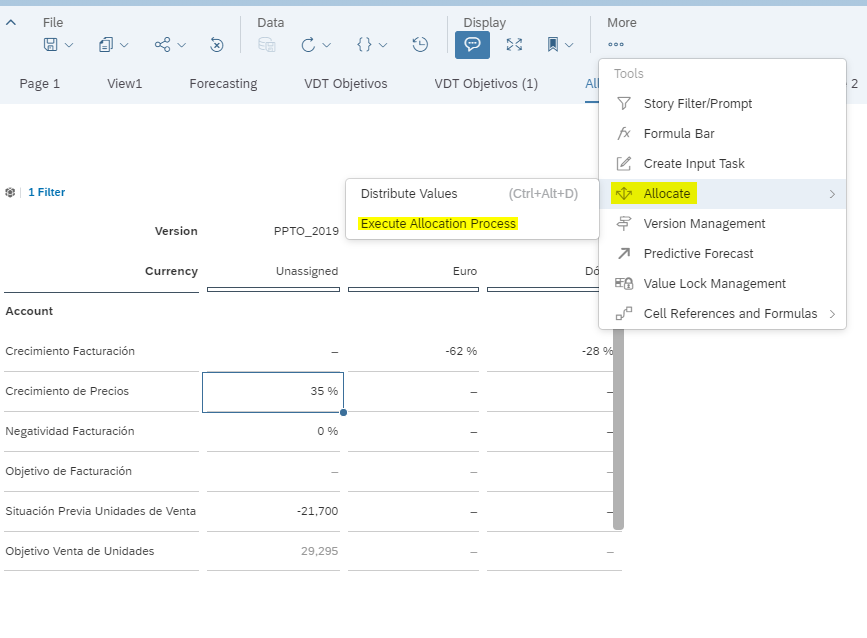 File
Data
Display
More
Page 1
View1
Forecasting
VDT Objetivos
VDT Objetivos (1)
All
2
Tools
Story Filter/Prompt
Formula Bar
Create Input Task
Allocate
Version Management
Predictive Forecast
Value Lock Management
Cell References and Formulas
Distribute Values (Ctrl+Alt+D)
Execute Allocation Process
1 Filter
Version PPTO_2019
Currency Unassigned Euro Dó
Account
Crecimiento Facturación – -62 % -28 %
Crecimiento de Precios 35 % – –
Negatividad Facturación 0 % – –
Objetivo de Facturación – – –
Situación Previa Unidades de Venta -21,700 – –
Objetivo Venta de Unidades 29,295 – –